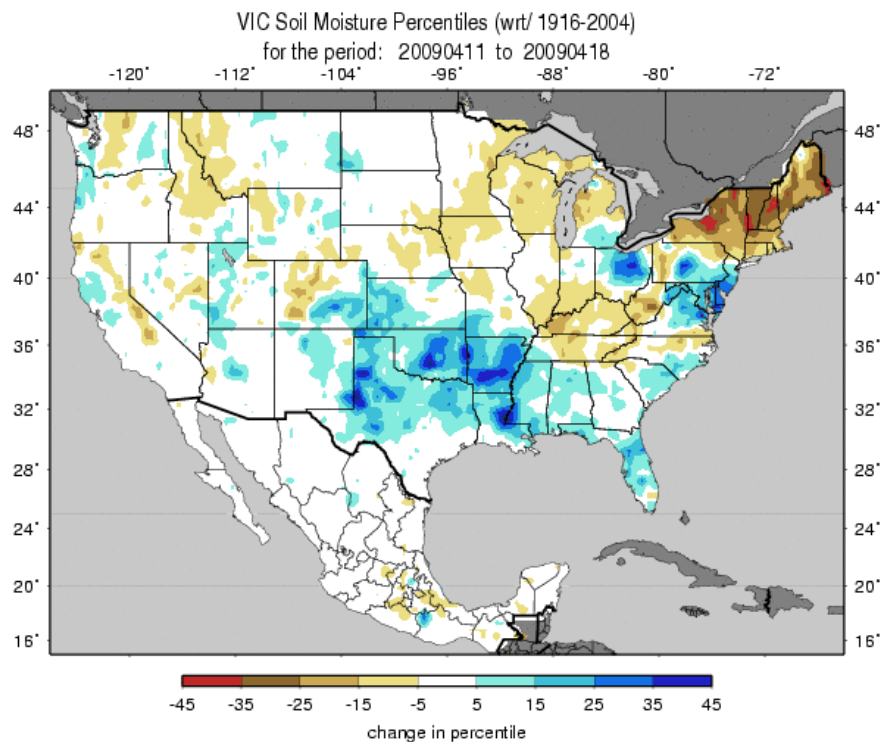 VIC Soil Moisture Percentiles (wrt/ 1916-2004)
for the period: 20090411 to 20090418
-120˚ -112˚ -104˚ -96˚ -88˚ -80˚ -72˚
48˚ 48˚
44˚ 44˚
40˚ 40˚
36˚ 36˚
32˚ 32˚
28˚ 28˚
24˚ 24˚
20˚ 20˚
16˚ 16˚
-45 -35 -25 -15 -5 5 15 25 35 45
change in percentile